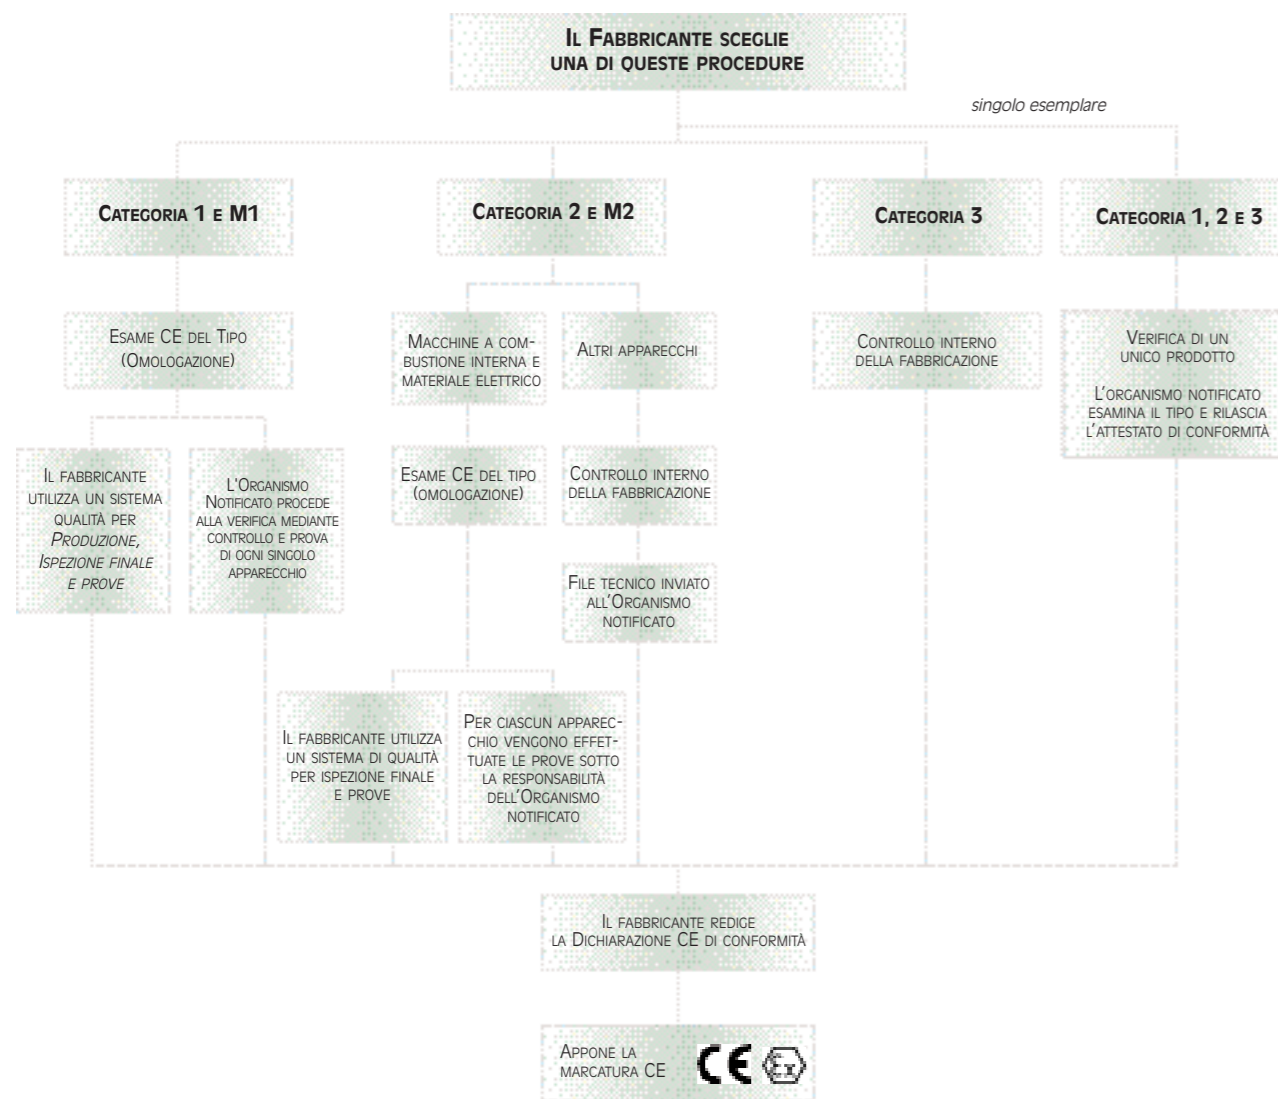 Il Fabbricante sceglie
una di queste procedure
singolo esemplare
Categoria 1 e M1
Categoria 2 e M2
Categoria 3
Categoria 1, 2 e 3
Esame CE del Tipo
(Omologazione)
Macchine a com-
bustione interna e
materiale elettrico
Altri apparecchi
Controllo interno
della fabbricazione
Verifica di un
unico prodotto
L'organismo notificato
esamina il tipo e rilascia
l'attestato di conformità
Il fabbricante
utilizza un sistema
qualità per
Produzione,
Ispezione finale
e prove
L'Organismo
Notificato procede
alla verifica mediante
controllo e prova
di ogni singolo
apparecchio
Esame CE del tipo
(omologazione)
Controllo interno
della fabbricazione
File tecnico inviato
all'Organismo
notificato
Il fabbricante utilizza
un sistema di qualità
per ispezione finale
e prove
Per ciascun apparec-
chio vengono effet-
tuate le prove sotto
la responsabilità
dell'Organismo
notificato
Il fabbricante redige
la Dichiarazione CE di conformità
Appone la
marcatura CE
CE Ex